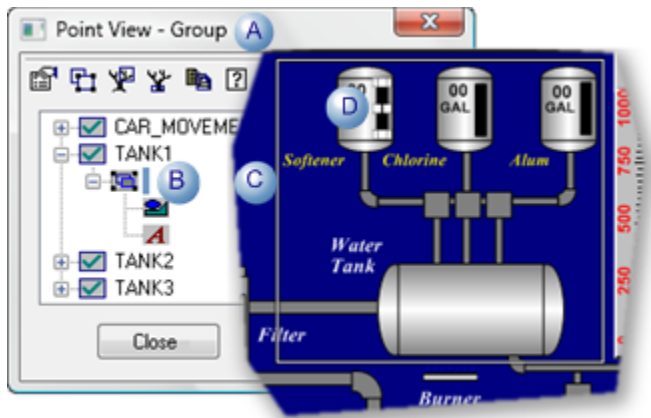 Point View - Group A
CAR_MOVEME
TANK1
B
TANK2
TANK3
Close
C
D
00
00
GAL
00
GAL
Softener
Chlorine
Alum
Water
Tank
Filter
Burner
1000
750
500
250